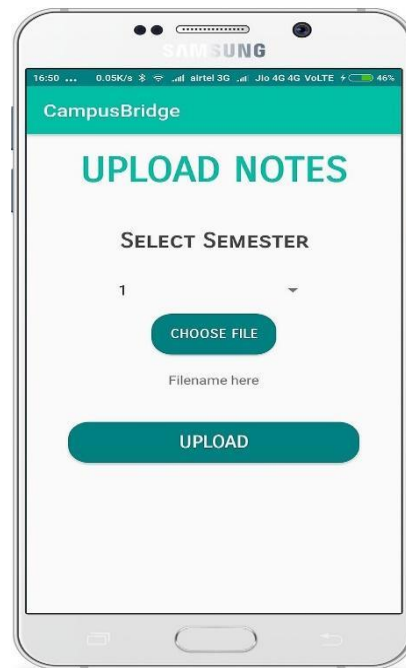 SAMSUNG
16:50 ... 0.05K/s airtel 3G Jio 4G 4G VoLTE 46%
CampusBridge
UPLOAD NOTES
SELECT SEMESTER
1
CHOOSE FILE
Filename here
UPLOAD